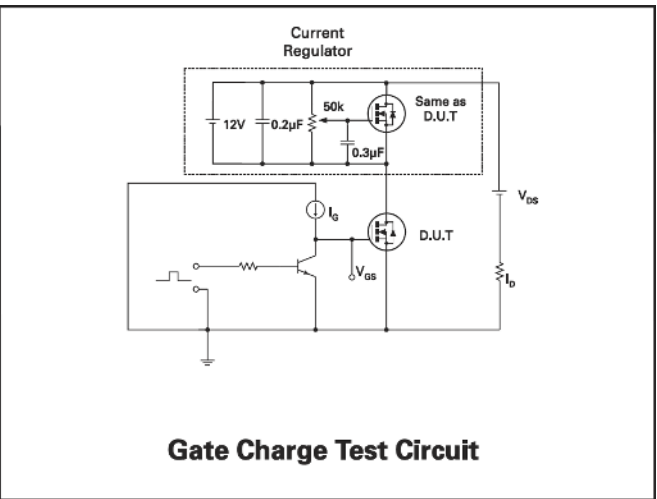 Current
Regulator
12V
0.2µF
50k
0.3µF
Same as
D.U.T
I_G
V_GS
D.U.T
V_DS
I_D
Gate Charge Test Circuit